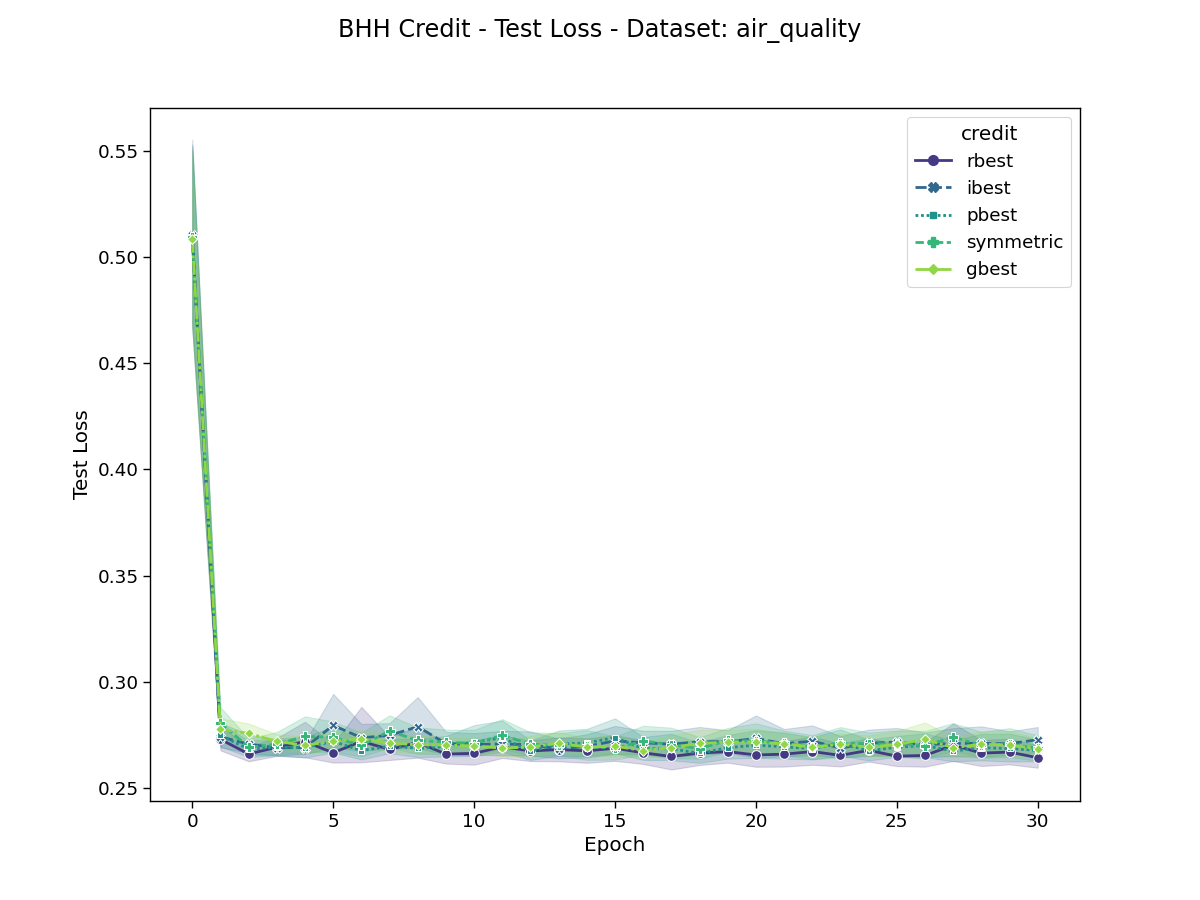 BHH Credit - Test Loss - Dataset: air_quality
credit
rbest
ibest
pbest
symmetric
gbest
Test Loss
0.55
0.50
0.45
0.40
0.35
0.30
0.25
0 5 10 15 20 25 30
Epoch